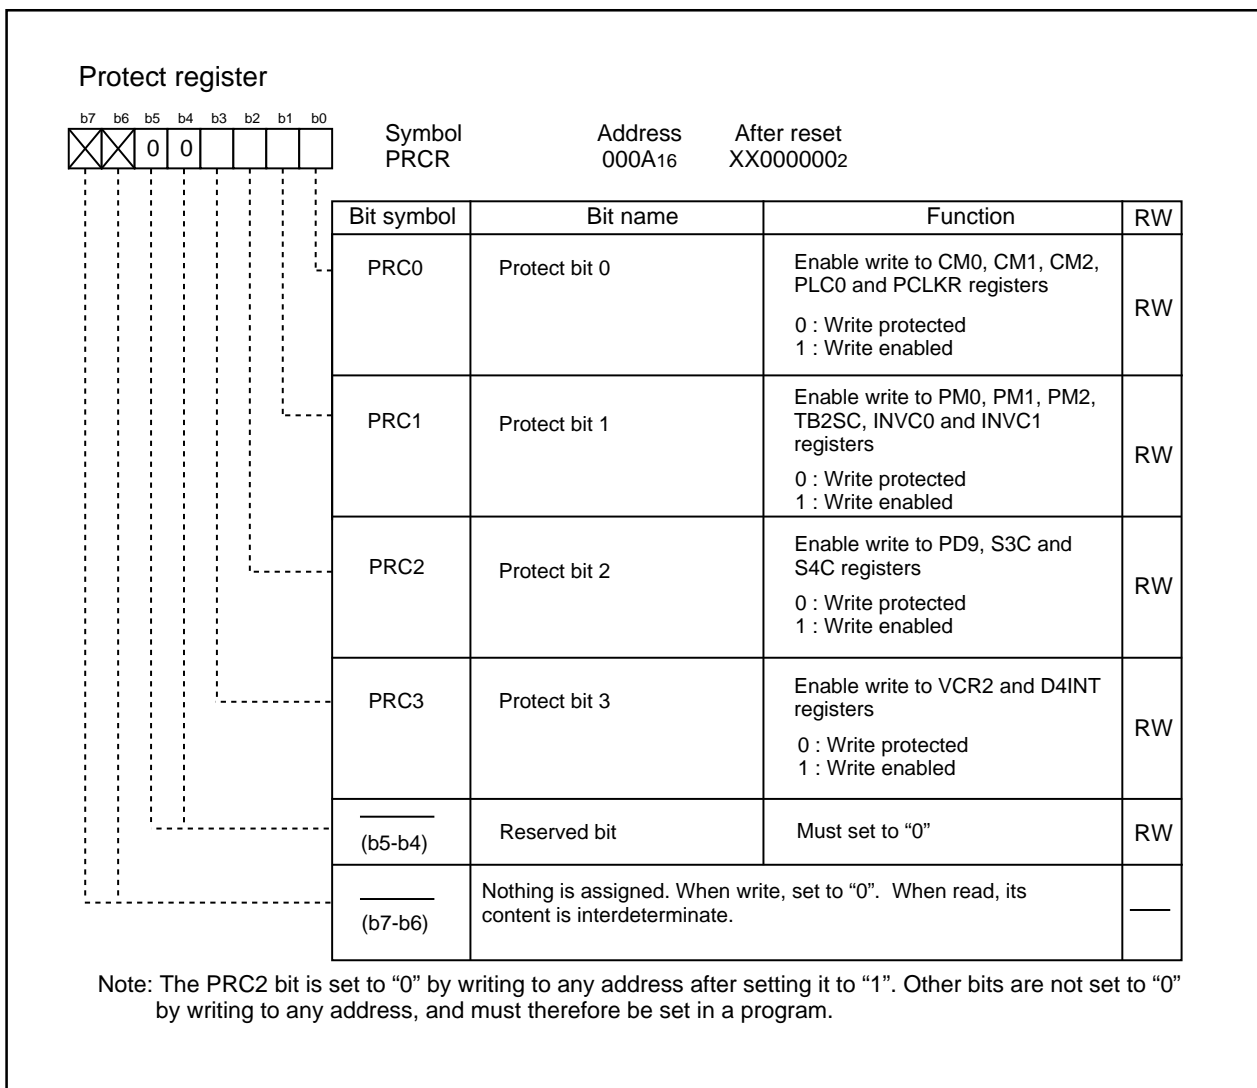 Protect register
b7 b6 b5 b4 b3 b2 b1 b0
0 0
Symbol Address After reset
PRCR 000A16 XX0000002
Bit symbol Bit name Function RW
PRC0 Protect bit 0 Enable write to CM0, CM1, CM2,
PLC0 and PCLKR registers
0 : Write protected
1 : Write enabled
RW
PRC1 Protect bit 1 Enable write to PM0, PM1, PM2,
TB2SC, INVC0 and INVC1
registers
0 : Write protected
1 : Write enabled
RW
PRC2 Protect bit 2 Enable write to PD9, S3C and
S4C registers
0 : Write protected
1 : Write enabled
RW
PRC3 Protect bit 3 Enable write to VCR2 and D4INT
registers
0 : Write protected
1 : Write enabled
RW
(b5-b4) Reserved bit Must set to “0” RW
(b7-b6) Nothing is assigned. When write, set to “0”. When read, its
content is interdeterminate.
Note: The PRC2 bit is set to “0” by writing to any address after setting it to “1”. Other bits are not set to “0”
by writing to any address, and must therefore be set in a program.